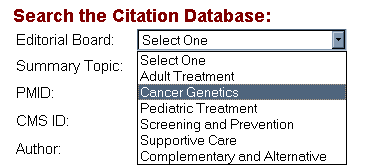 Search the Citation Database:
Editorial Board: Select One
Summary Topic: Select One
Adult Treatment
PMID: Cancer Genetics
Pediatric Treatment
CMS ID: Screening and Prevention
Supportive Care
Author: Complementary and Alternative